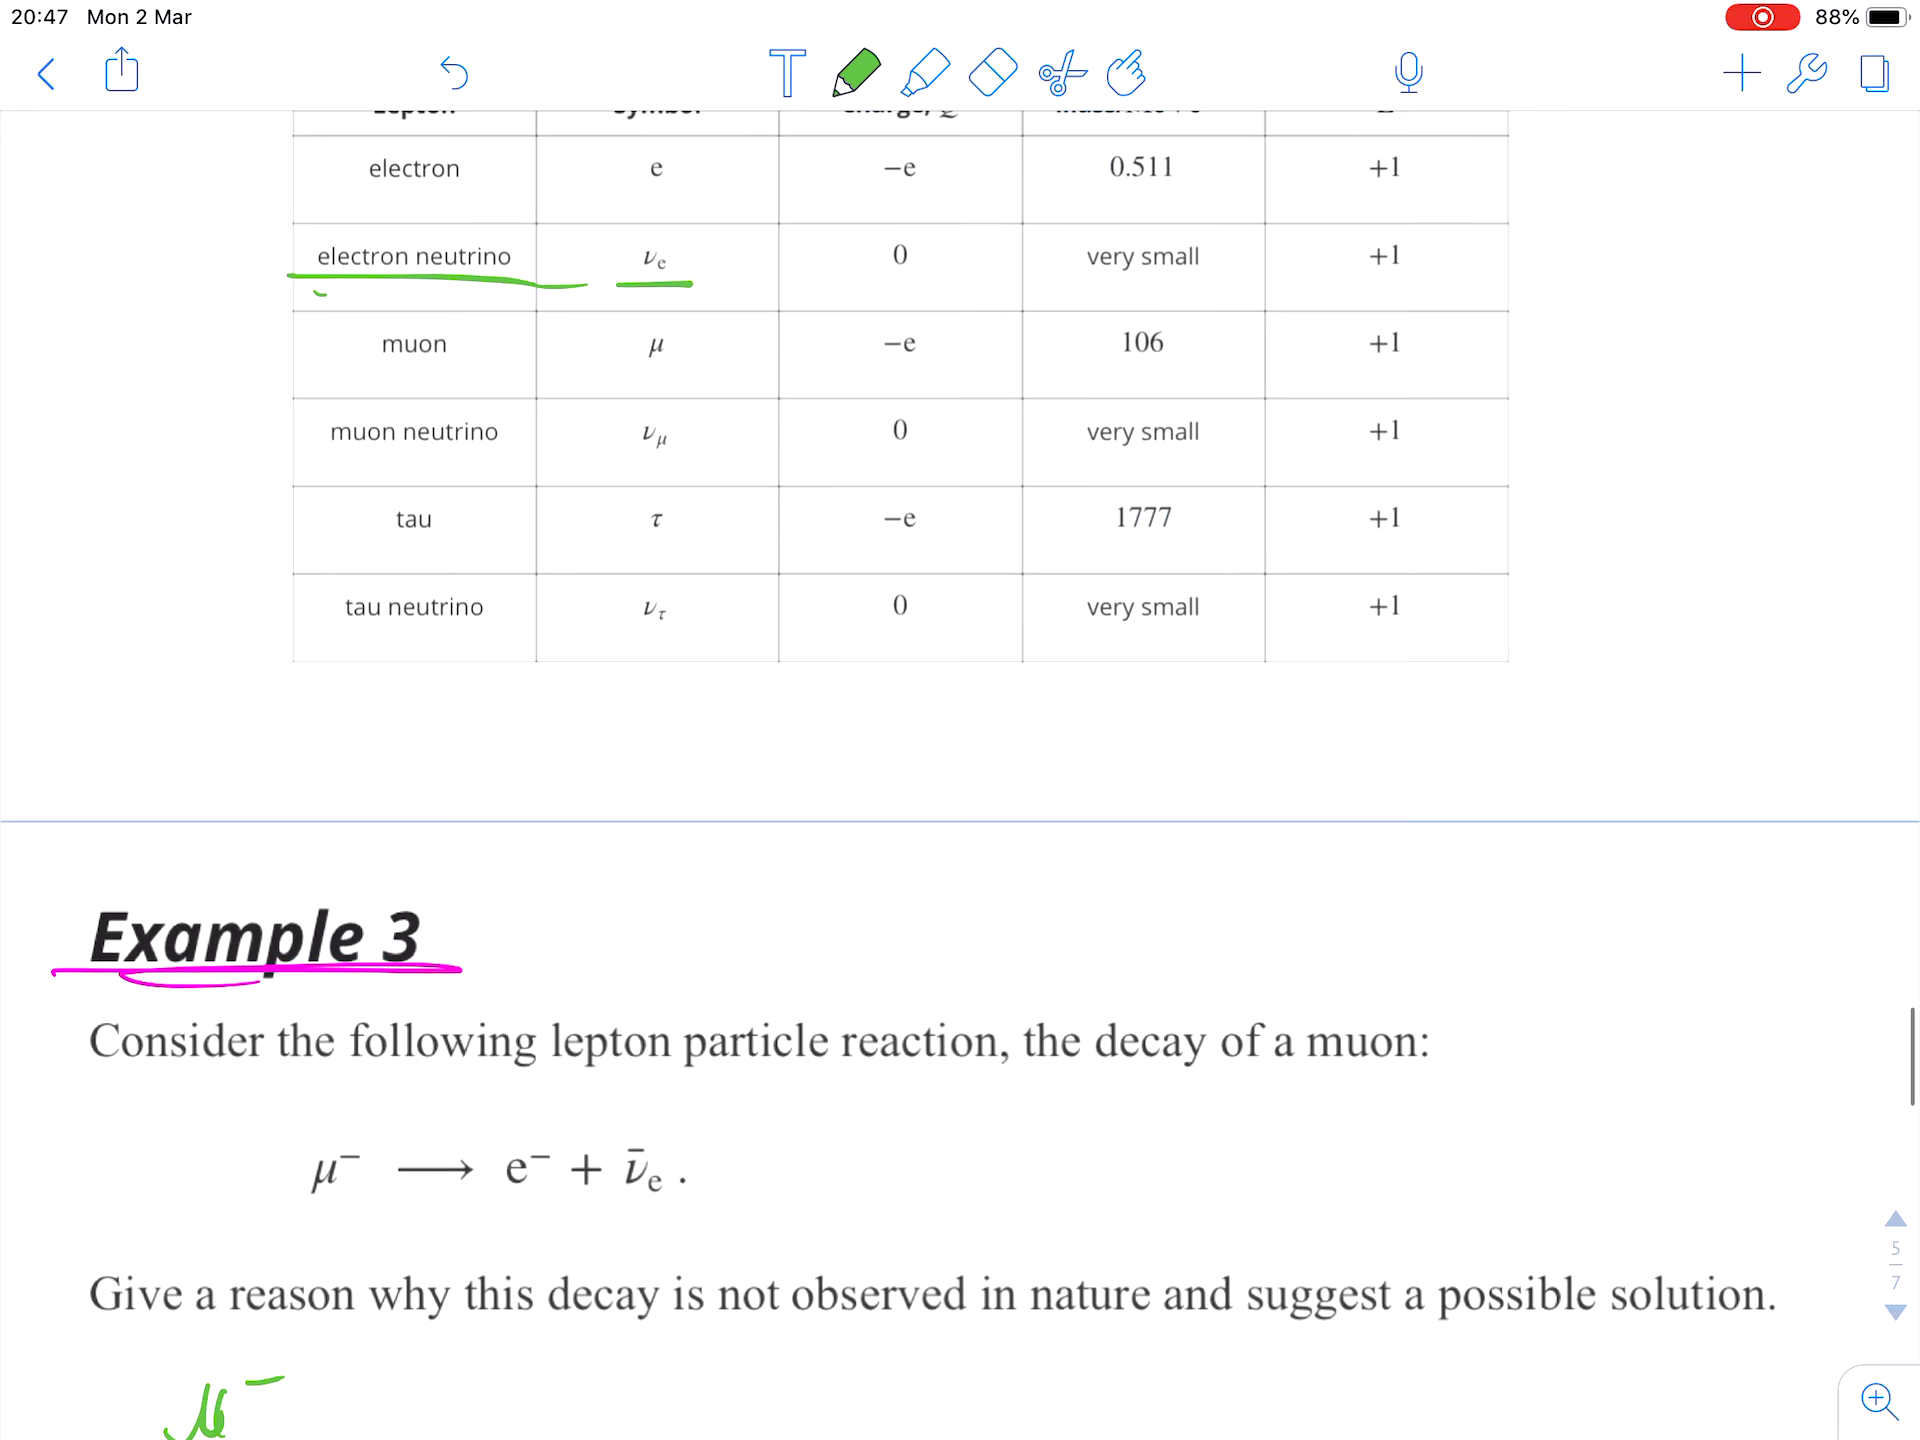 20:47 Mon 2 Mar 88%
electron e −e 0.511 +1
electron neutrino νe 0 very small +1
muon μ −e 106 +1
muon neutrino νμ 0 very small +1
tau τ −e 1777 +1
tau neutrino ντ 0 very small +1
Example 3
Consider the following lepton particle reaction, the decay of a muon:
μ⁻ ⟶ e⁻ + ν̄e .
Give a reason why this decay is not observed in nature and suggest a possible solution.
5
7
μ⁻